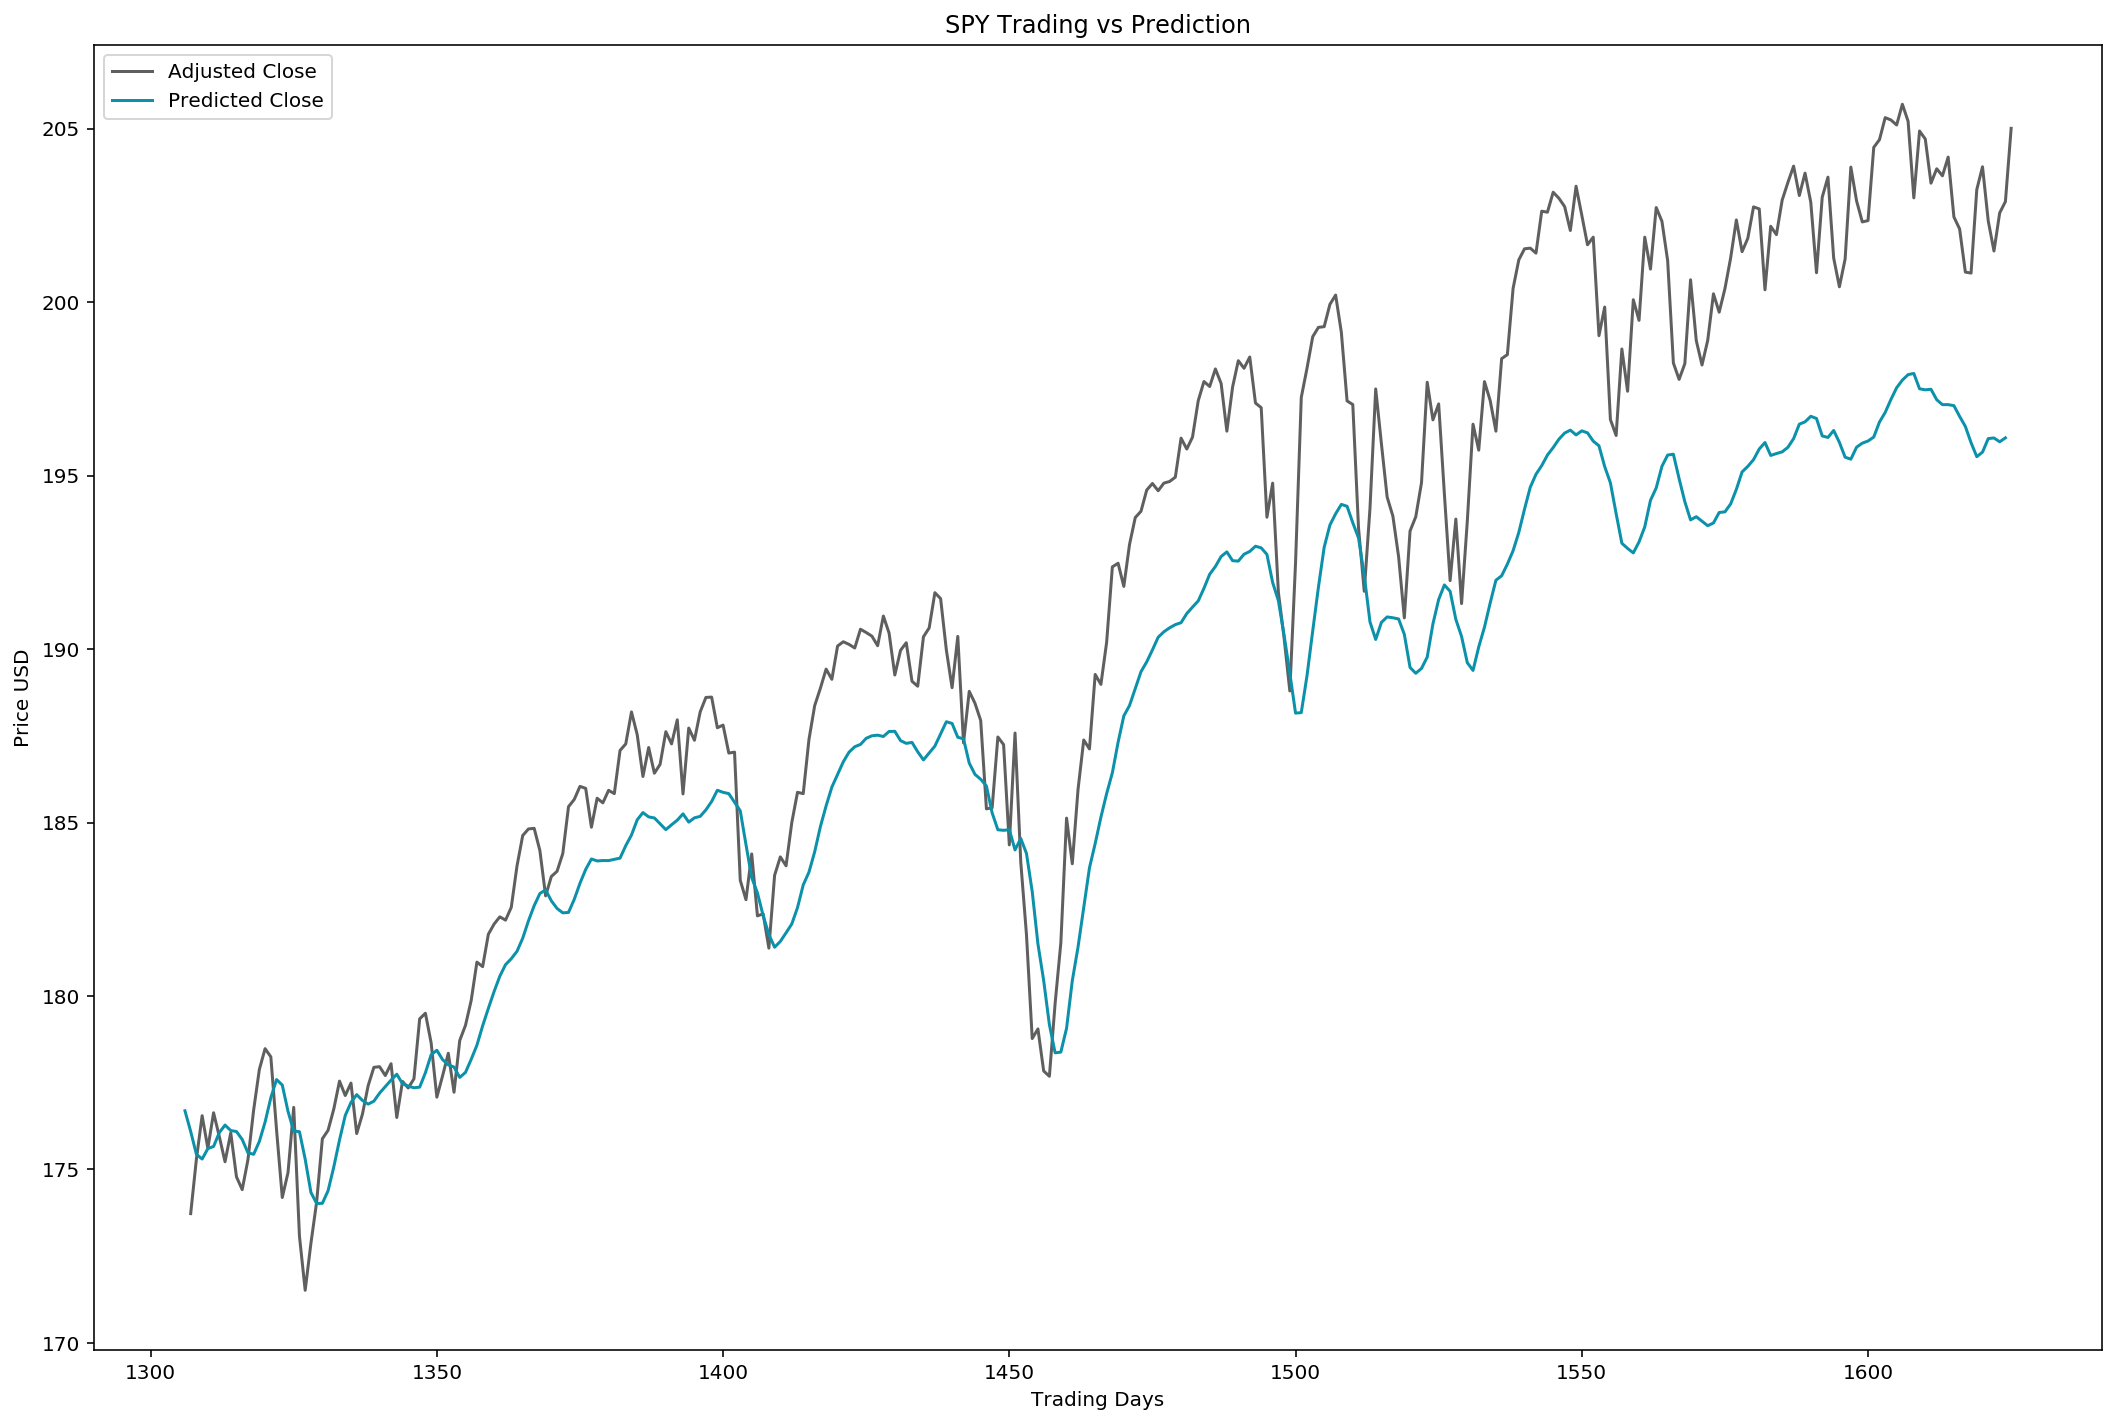 SPY Trading vs Prediction
Adjusted Close
Predicted Close
205
200
195
190
185
180
175
170
Price USD
1300 1350 1400 1450 1500 1550 1600
Trading Days